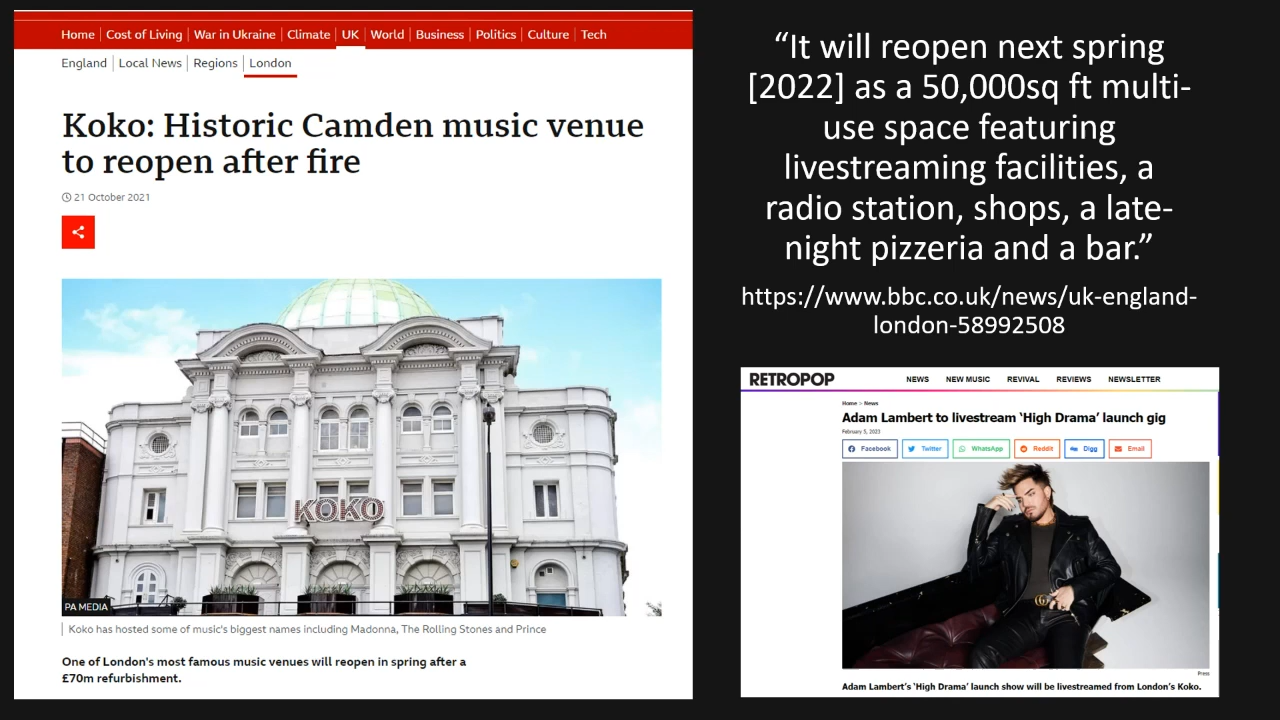 Home | Cost of Living | War in Ukraine | Climate | UK | World | Business | Politics | Culture | Tech
England | Local News | Regions | London
Koko: Historic Camden music venue
to reopen after fire
21 October 2021
KOKO
PA MEDIA
Koko has hosted some of music's biggest names including Madonna, The Rolling Stones and Prince
One of London's most famous music venues will reopen in spring after a
£70m refurbishment.
“It will reopen next spring
[2022] as a 50,000sq ft multi-
use space featuring
livestreaming facilities, a
radio station, shops, a late-
night pizzeria and a bar.”
https://www.bbc.co.uk/news/uk-england-
london-58992508
RETROPOP NEWS NEW MUSIC REVIVAL REVIEWS NEWSLETTER
Home > News
Adam Lambert to livestream ‘High Drama’ launch gig
February 5, 2023
Facebook Twitter WhatsApp Reddit Digg Email
Press
Adam Lambert’s ‘High Drama’ launch show will be livestreamed from London’s Koko.